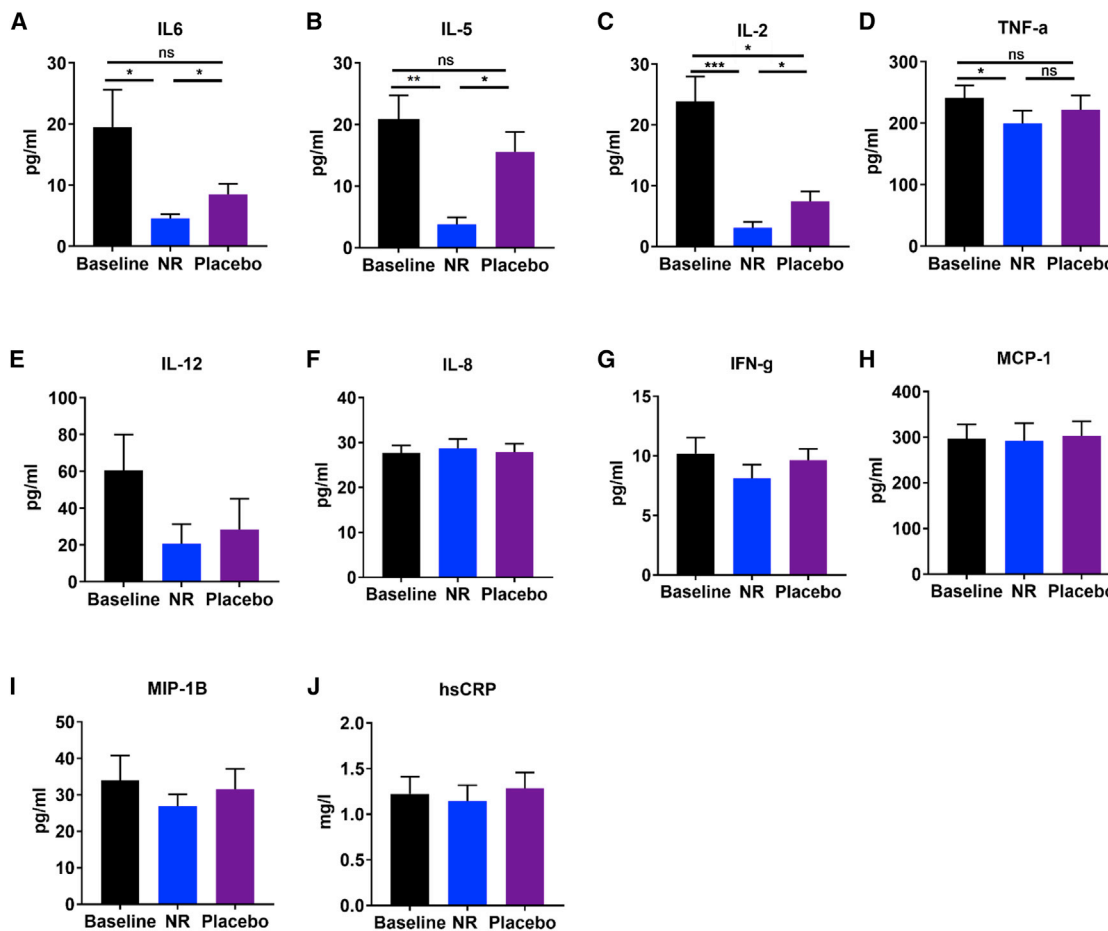 A
IL6
ns
* *
30
20
10
0
pg/ml
Baseline NR Placebo
B
IL-5
ns
** *
30
20
10
0
pg/ml
Baseline NR Placebo
C
IL-2
*
*** *
30
20
10
0
pg/ml
Baseline NR Placebo
D
TNF-a
ns
* ns
300
200
100
0
pg/ml
Baseline NR Placebo
E
IL-12
100
80
60
40
20
0
pg/ml
Baseline NR Placebo
F
IL-8
40
30
20
10
0
pg/ml
Baseline NR Placebo
G
IFN-g
15
10
5
0
pg/ml
Baseline NR Placebo
H
MCP-1
400
300
200
100
0
pg/ml
Baseline NR Placebo
I
MIP-1B
50
40
30
20
10
0
pg/ml
Baseline NR Placebo
J
hsCRP
2.0
1.5
1.0
0.5
0.0
mg/l
Baseline NR Placebo